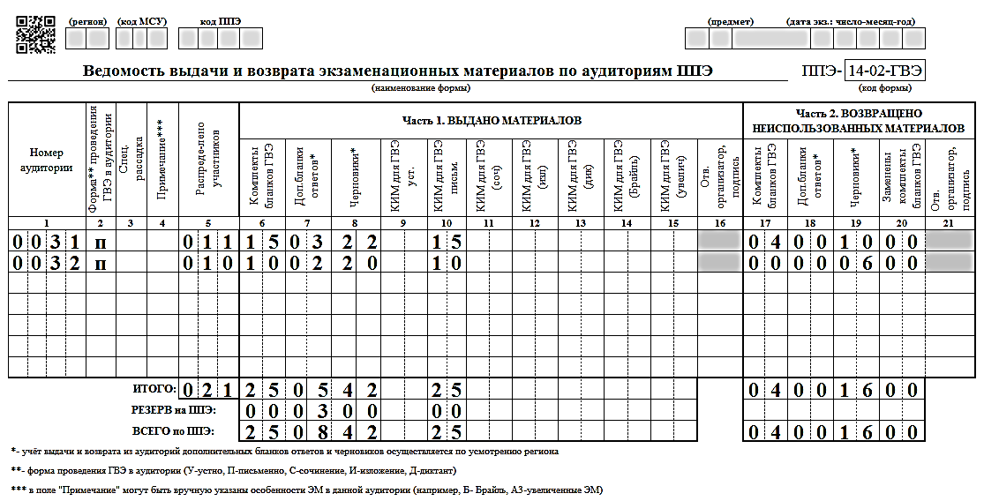 (регион) (код МСУ) код ППЭ (предмет) (дата экз.: число-месяц-год)
Ведомость выдачи и возврата экзаменационных материалов по аудиториям ППЭ ППЭ- 14-02-ГВЭ
(наименование формы) (код формы)
Номер аудитории
Форма** проведения ГВЭ в аудитории
Спец. рассадка
Примечание***
Распреде-лено участников
Часть 1. ВЫДАНО МАТЕРИАЛОВ
Комплекты бланков ГВЭ
Доп.бланки ответов*
Черновики*
КИМ для ГВЭ уст.
КИМ для ГВЭ письм.
КИМ для ГВЭ (соч)
КИМ для ГВЭ (изл)
КИМ для ГВЭ (дик)
КИМ для ГВЭ (Брайль)
КИМ для ГВЭ (увелич)
Отв. организатор, подпись
Часть 2. ВОЗВРАЩЕНО НЕИСПОЛЬЗОВАННЫХ МАТЕРИАЛОВ
Комплекты бланков ГВЭ
Доп.бланки ответов*
Черновики*
Заменены комплекты бланков ГВЭ
Отв. организатор, подпись
1 2 3 4 5 6 7 8 9 10 11 12 13 14 15 16 17 18 19 20 21
0031 п 011 15 03 22 15 04 00 10 00
0032 п 010 10 02 20 10 00 00 06 00
ИТОГО: 021 25 05 42 25 04 00 16 00
РЕЗЕРВ на ППЭ: 00 03 00 00
ВСЕГО по ППЭ: 25 08 42 25 04 00 16 00
*- учёт выдачи и возврата из аудиторий дополнительных бланков ответов и черновиков осуществляется по усмотрению региона
**- форма проведения ГВЭ в аудитории (У-устно, П-письменно, С-сочинение, И-изложение, Д-диктант)
*** в поле "Примечание" могут быть вручную указаны особенности ЭМ в данной аудитории (например, Б- Брайль, АЗ-увеличенные ЭМ)